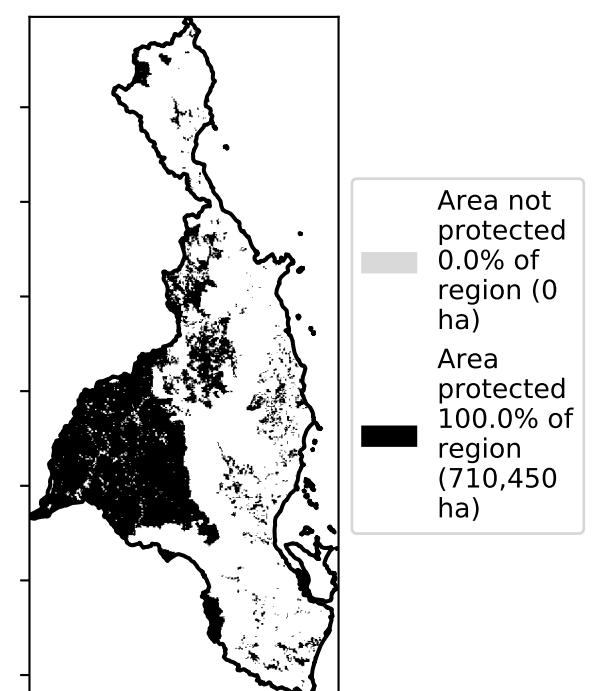 Area not
protected
0.0% of
region (0
ha)
Area
protected
100.0% of
region
(710,450
ha)